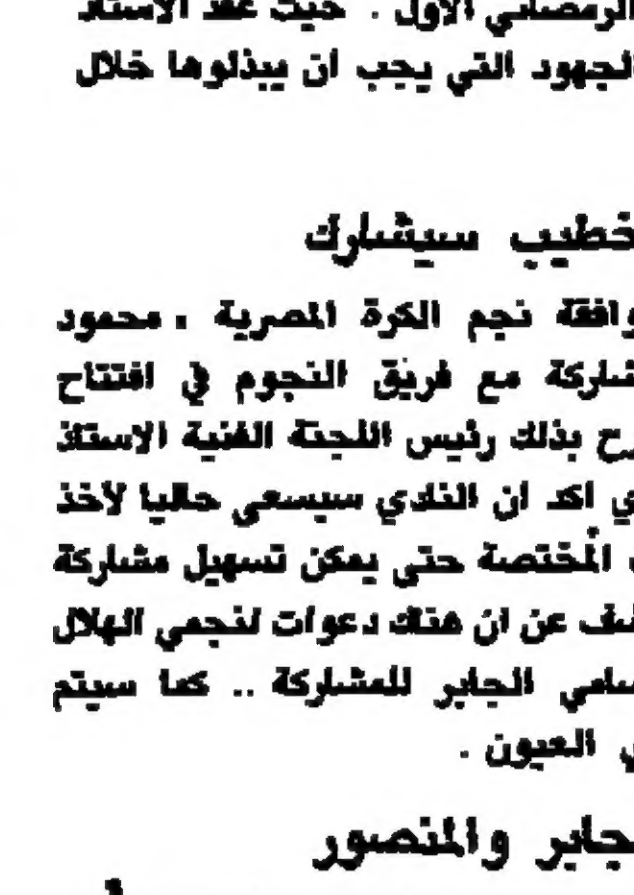 الرمضاني الاول . حيث عقد الاستاذ
الجهود التي يجب ان يبذلوها خلال
خطيب سيشارك
وافقة نجم الكرة المصرية . محمود
شاركة مع فريق النجوم في افتتاح
رح بذلك رئيس اللجنة الفنية الاستاذ
ي اكد ان النادي سيسعى حاليا لأخذ
المختصة حتى يمكن تسهيل مشاركة
شف عن ان هناك دعوات لنجمي الهلال
سامي الجابر للمشاركة .. كما سيتم
ي العيون .
جابر والمنصور